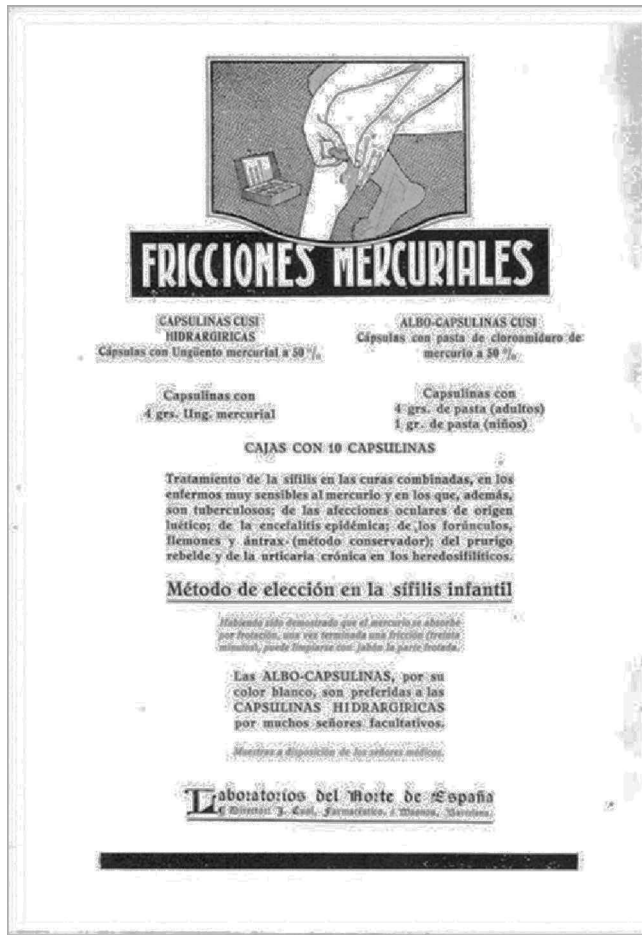 FRICCIONES MERCURIALES
CAPSULINAS CUSI
HIDRARGIRICAS
Cápsulas con Ungüento mercurial a 50 %
ALBO-CAPSULINAS CUSI
Cápsulas con pasta de cloroamiduro de
mercurio a 50 %
Capsulinas con
4 grs. Ung. mercurial
Capsulinas con
4 grs. de pasta (adultos)
1 gr. de pasta (niños)
CAJAS CON 10 CAPSULINAS
Tratamiento de la sífilis en las curas combinadas, en los
enfermos muy sensibles al mercurio y en los que, además,
son tuberculosos; de las afecciones oculares de origen
luético; de la encefalitis epidémica; de los forúnculos,
flemones y ántrax (método conservador); del prurigo
rebelde y de la urticaria crónica en los heredosifilíticos.
Método de elección en la sífilis infantil
Habiendo sido demostrado que el mercurio se absorbe
por frotación, una vez terminada una fricción (treinta
minutos), puede limpiarse con jabón la parte frotada.
Las ALBO-CAPSULINAS, por su
color blanco, son preferidas a las
CAPSULINAS HIDRARGIRICAS
por muchos señores facultativos.
Muestras a disposición de los señores médicos.
Laboratorios del Norte de España
Director: J. Cusí, Farmacéutico, Masnou, Barcelona.